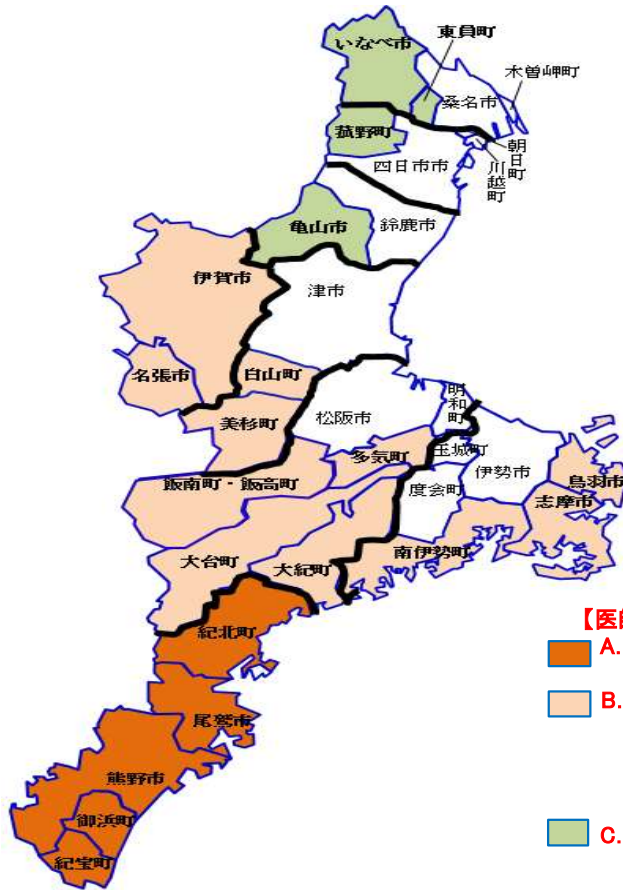 東員町
いなべ市
木曽岬町
桑名市
菰野町
朝日町
川越町
四日市市
亀山市
鈴鹿市
伊賀市
津市
名張市
白山町
明和町
美杉町
松阪市
多気町
玉城町
伊勢市
鳥羽市
飯南町・飯高町
度会町
志摩市
大台町
大紀町
南伊勢町
【医師
A.
紀北町
B.
尾鷲市
熊野市
御浜町
C.
紀宝町